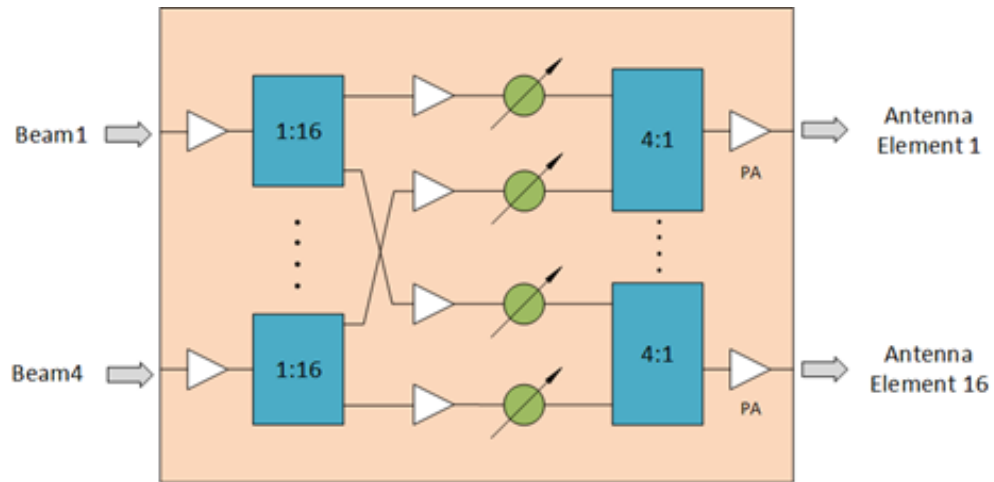 Beam1
1:16
4:1
PA
Antenna
Element 1
Beam4
1:16
4:1
PA
Antenna
Element 16